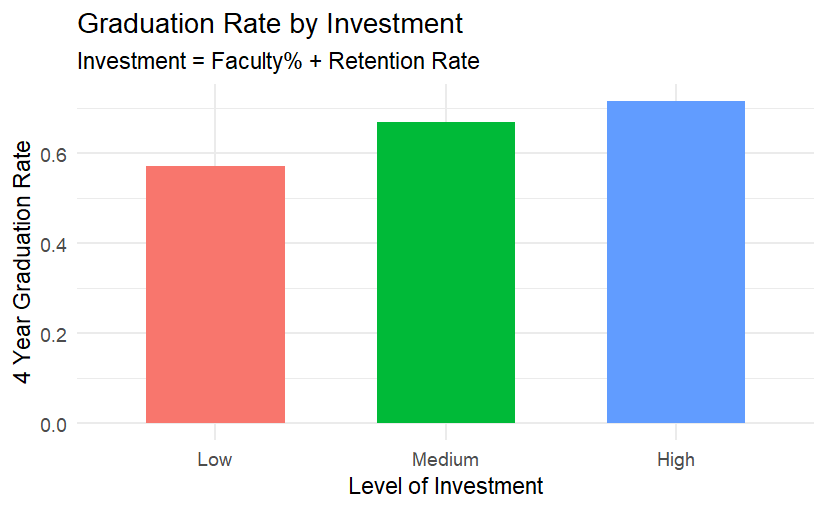 Graduation Rate by Investment
Investment = Faculty% + Retention Rate
4 Year Graduation Rate
0.6
0.4
0.2
0.0
Low
Medium
High
Level of Investment